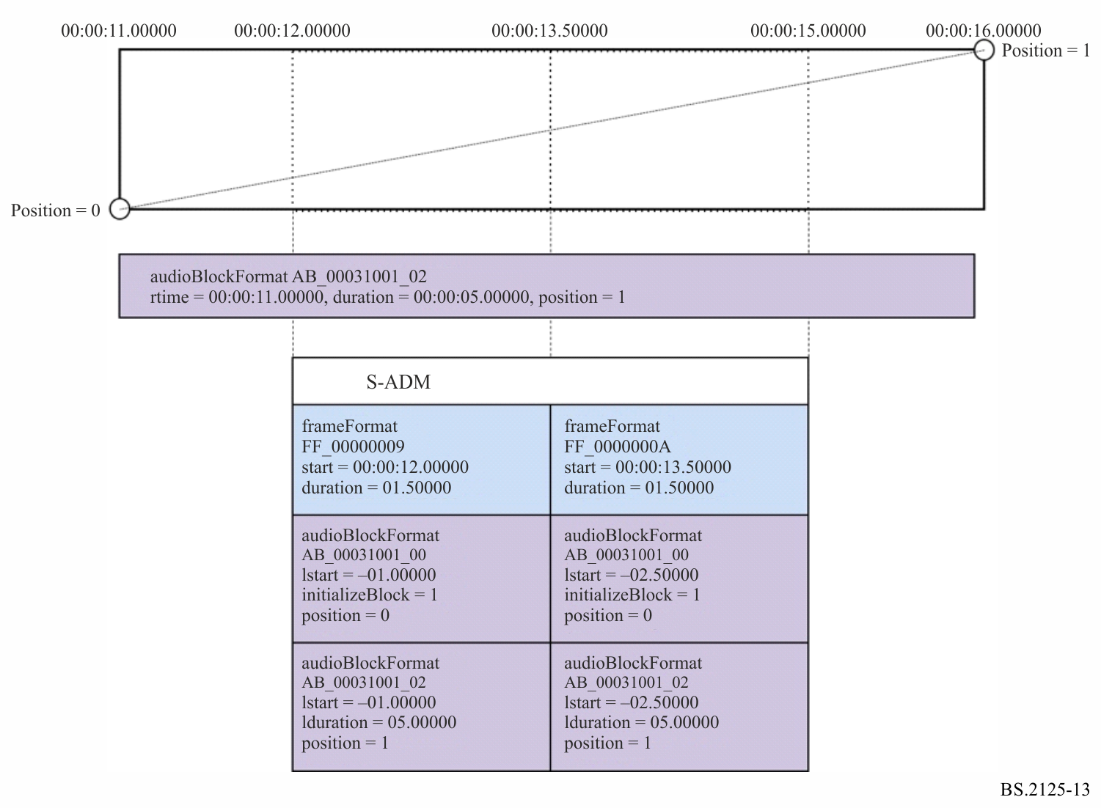 00:00:11.00000 00:00:12.00000 00:00:13.50000 00:00:15.00000 00:00:16.00000
Position = 1
Position = 0
audioBlockFormat AB_00031001_02
rtime = 00:00:11.00000, duration = 00:00:05.00000, position = 1
S-ADM
frameFormat
FF_00000009
start = 00:00:12.00000
duration = 01.50000
frameFormat
FF_0000000A
start = 00:00:13.50000
duration = 01.50000
audioBlockFormat
AB_00031001_00
lstart = –01.00000
initializeBlock = 1
position = 0
audioBlockFormat
AB_00031001_00
lstart = –02.50000
initializeBlock = 1
position = 0
audioBlockFormat
AB_00031001_02
lstart = –01.00000
lduration = 05.00000
position = 1
audioBlockFormat
AB_00031001_02
lstart = –02.50000
lduration = 05.00000
position = 1
BS.2125-13